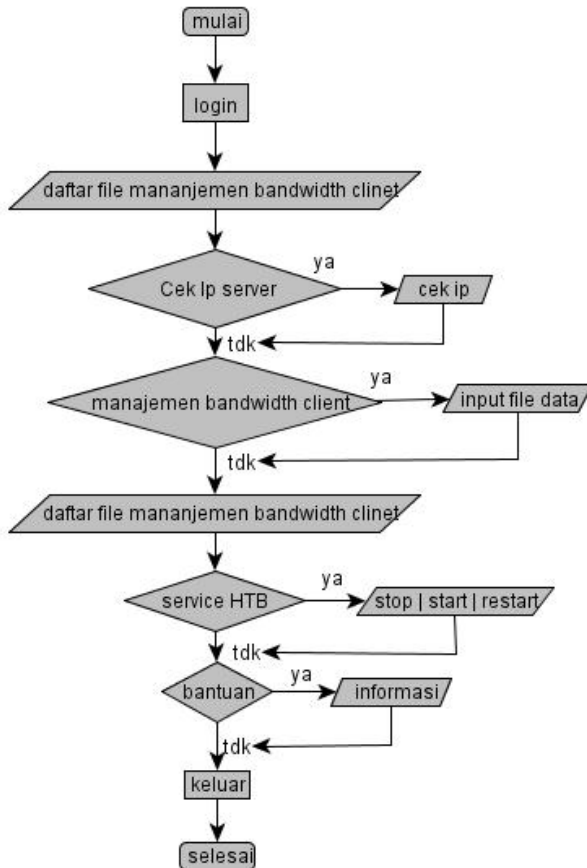 mulai
login
daftar file mananjemen bandwidth clinet
Cek Ip server
ya
cek ip
tdk
manajemen bandwidth client
ya
input file data
tdk
daftar file mananjemen bandwidth clinet
service HTB
ya
stop | start | restart
tdk
bantuan
ya
informasi
tdk
keluar
selesai